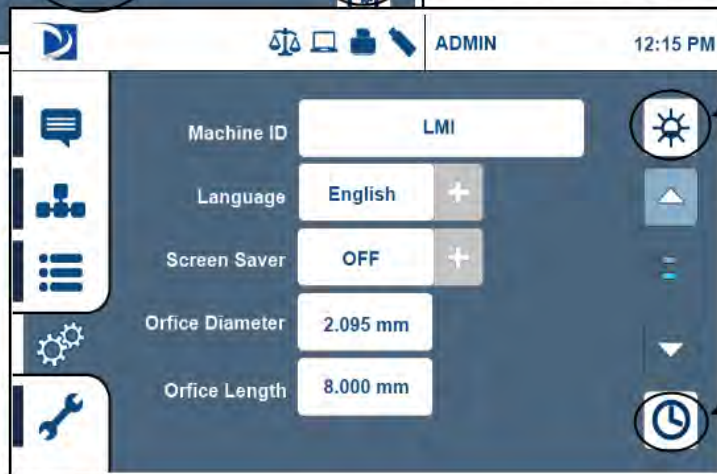 ADMIN 12:15 PM
Machine ID LMI
Language English +
Screen Saver OFF +
Orfice Diameter 2.095 mm
Orfice Length 8.000 mm